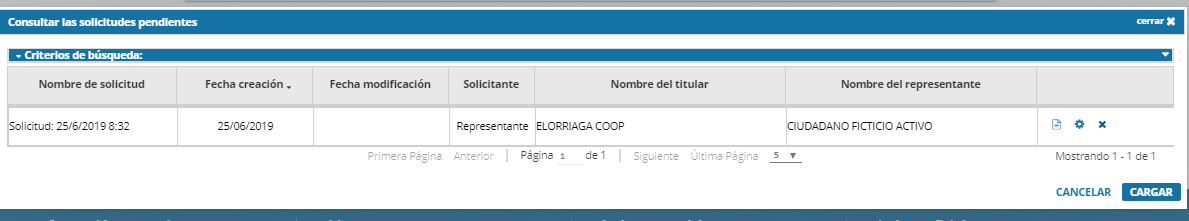 Consultar las solicitudes pendientes cerrar
Criterios de búsqueda:
Nombre de solicitud Fecha creación Fecha modificación Solicitante Nombre del titular Nombre del representante
Solicitud: 25/6/2019 8:32 25/06/2019 Representante ELORRIAGA COOP CIUDADANO FICTICIO ACTIVO
Primera Página Anterior | Página 1 de 1 | Siguiente Última Página 5 Mostrando 1 - 1 de 1
CANCELAR CARGAR